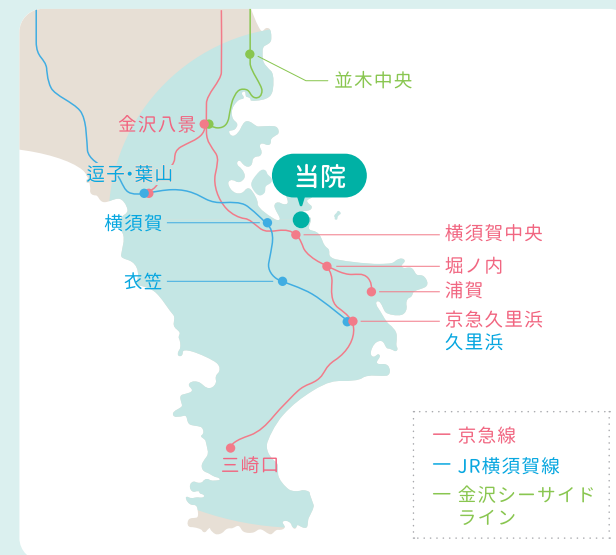 並木中央
金沢八景
逗子・葉山
当院
横須賀
横須賀中央
堀ノ内
衣笠
浦賀
京急久里浜
久里浜
三崎口
京急線
JR横須賀線
金沢シーサイド
ライン